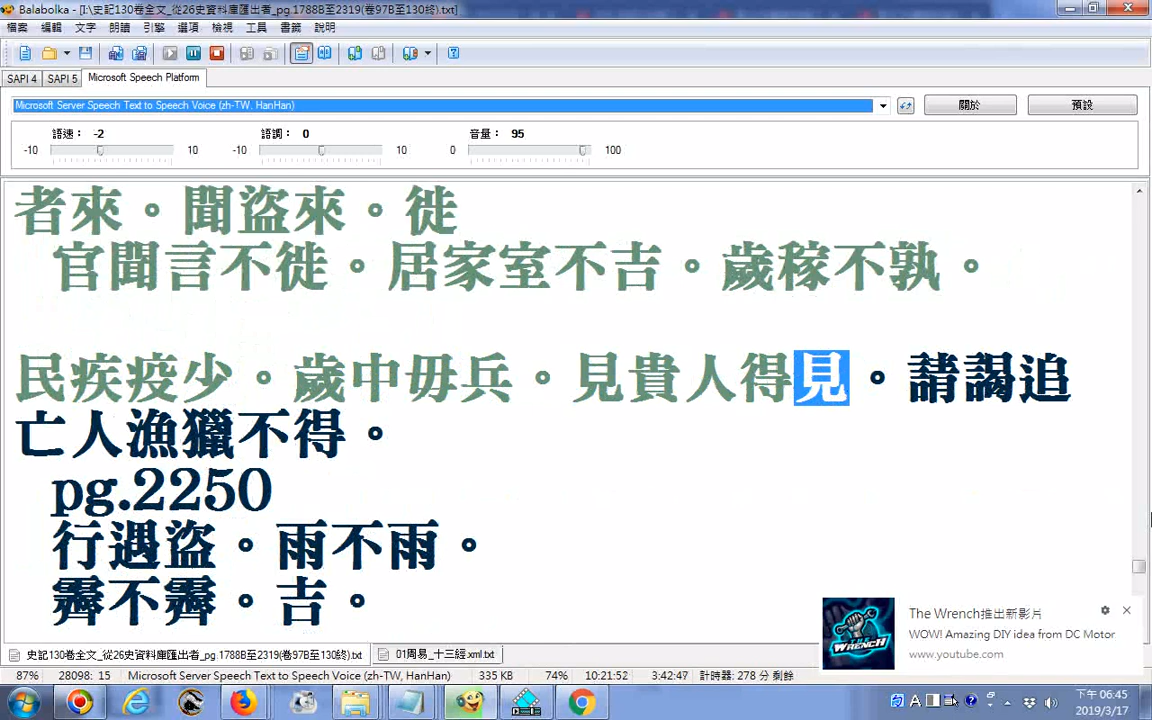 Balabolka - [I:\史記130卷全文_從26史資料庫匯出者_pg.1788B至2319(卷97B至130終).txt]
檔案 編輯 文字 朗讀 引擎 選項 檢視 工具 書籤 說明
SAPI 4 SAPI 5 Microsoft Speech Platform
Microsoft Server Speech Text to Speech Voice (zh-TW, HanHan)
關於 預設
語速： -2 語調： 0 音量： 95
-10 10 -10 10 0 100
者來。聞盜來。徙
官聞言不徙。居家室不吉。歲稼不孰。
民疾疫少。歲中毋兵。見貴人得見。請謁追
亡人漁獵不得。
pg.2250
行遇盜。雨不雨。
霽不霽。吉。
The Wrench推出新影片
WOW! Amazing DIY idea from DC Motor
www.youtube.com
THE WRENCH
史記130卷全文_從26史資料庫匯出者_pg.1788B至2319(卷97B至130終).txt 01周易_十三經.xml.txt
87% 28098: 15 Microsoft Server Speech Text to Speech Voice (zh-TW, HanHan) 335 KB 74% 10:21:52 3:42:47 計時器： 278 分 剩餘
下午 06:45
2019/3/17